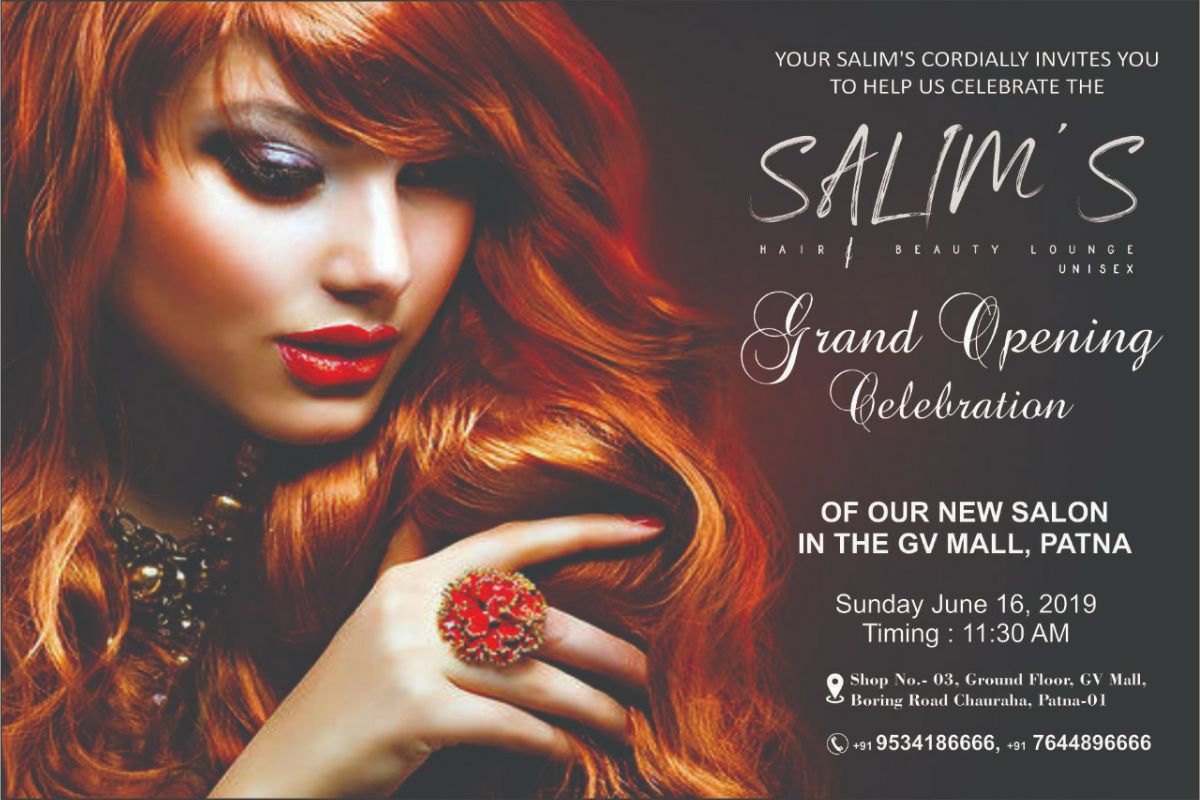 YOUR SALIM'S CORDIALLY INVITES YOU
TO HELP US CELEBRATE THE
SALIM'S
HAIR | BEAUTY LOUNGE
UNISEX
Grand Opening
Celebration
OF OUR NEW SALON
IN THE GV MALL, PATNA
Sunday June 16, 2019
Timing : 11:30 AM
Shop No.- 03, Ground Floor, GV Mall,
Boring Road Chauraha, Patna-01
+91 9534186666, +91 7644896666